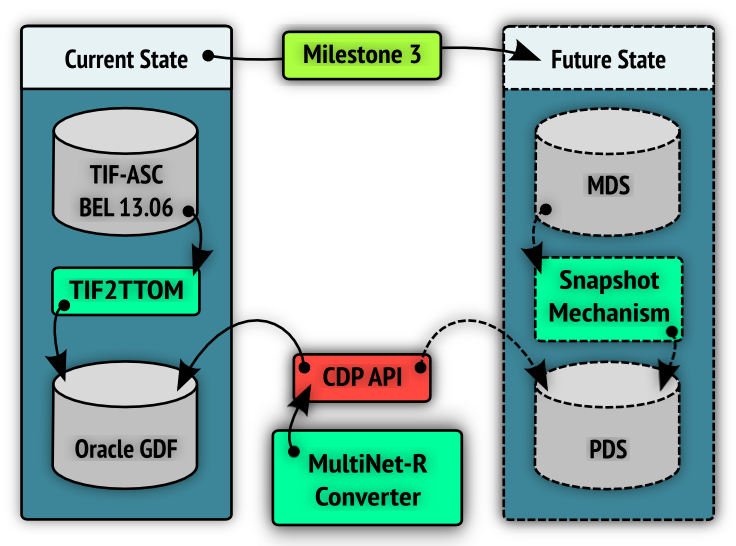 Current State
Milestone 3
Future State
TIF-ASC
BEL 13.06
MDS
TIF2TTOM
Snapshot
Mechanism
CDP API
Oracle GDF
PDS
MultiNet-R
Converter